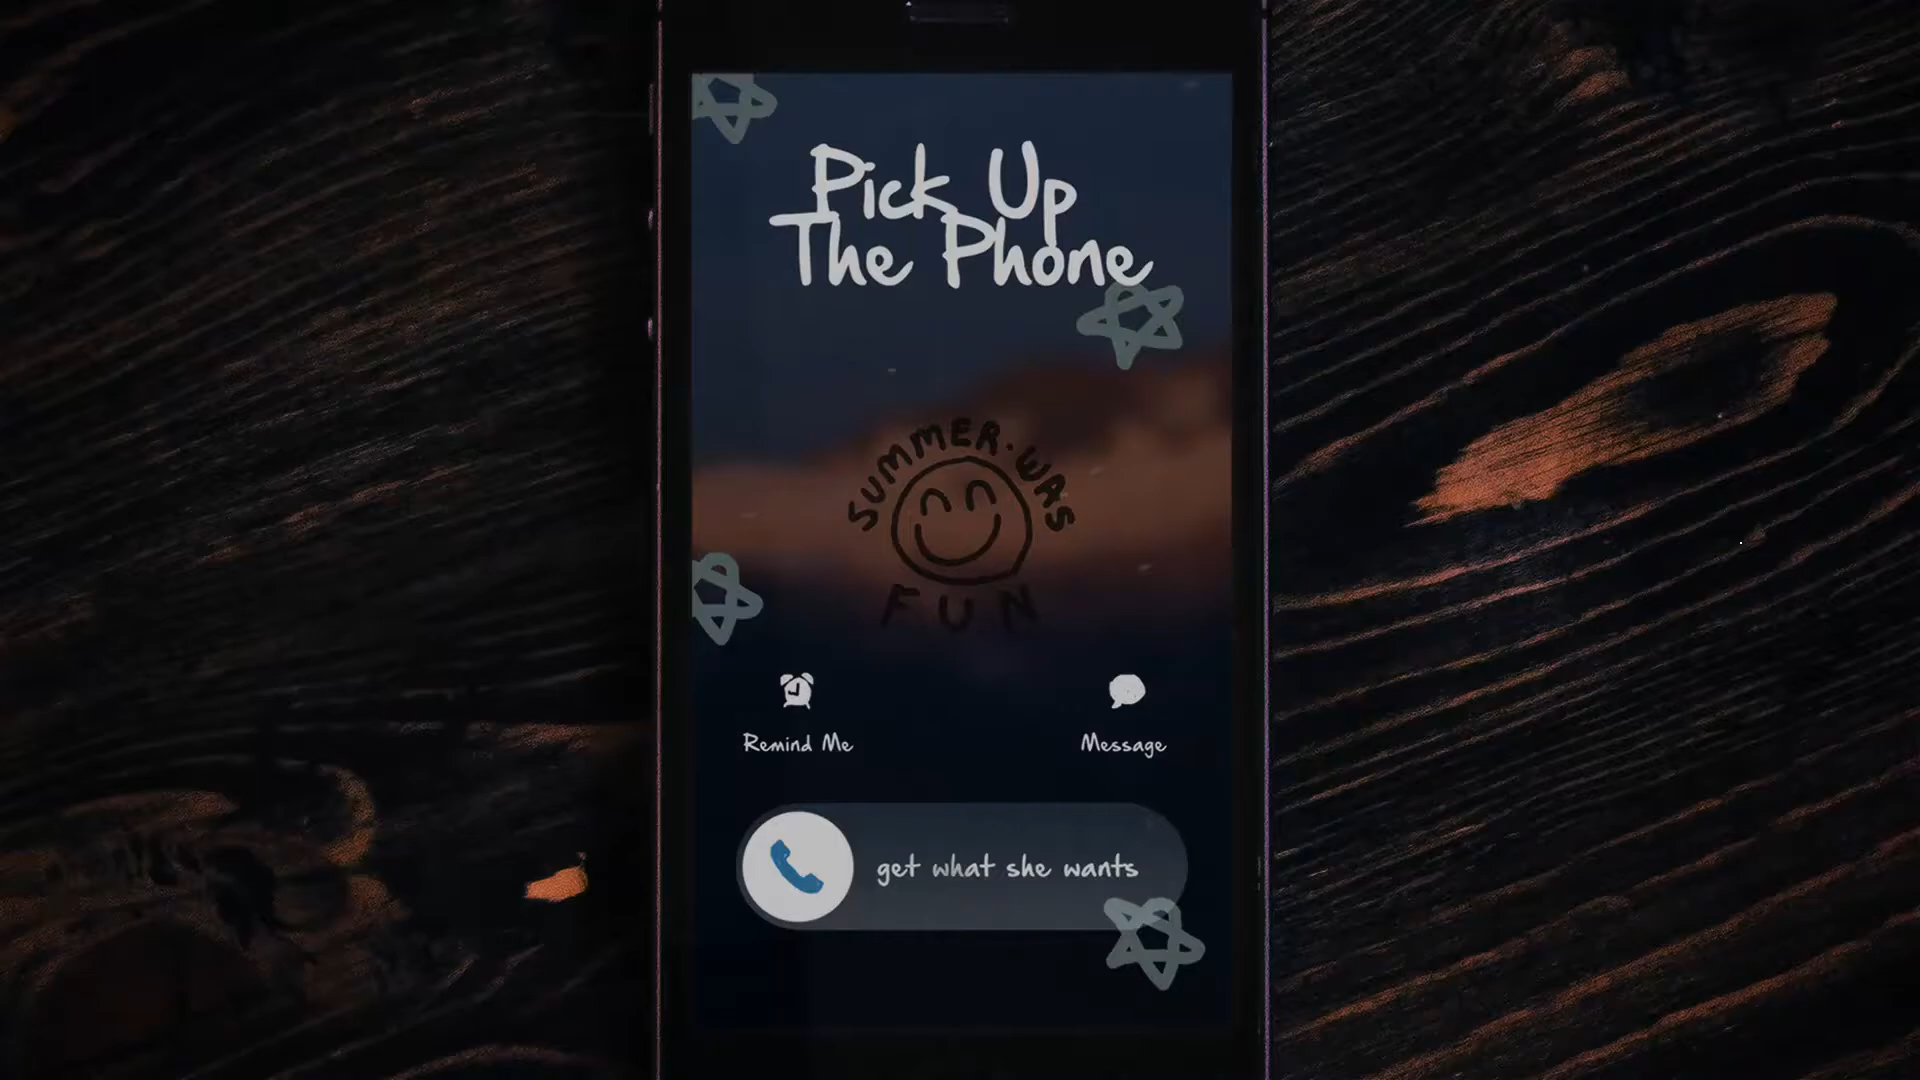 Pick Up
The Phone
SUMMER·WAS
FUN
Remind Me
Message
get what she wants